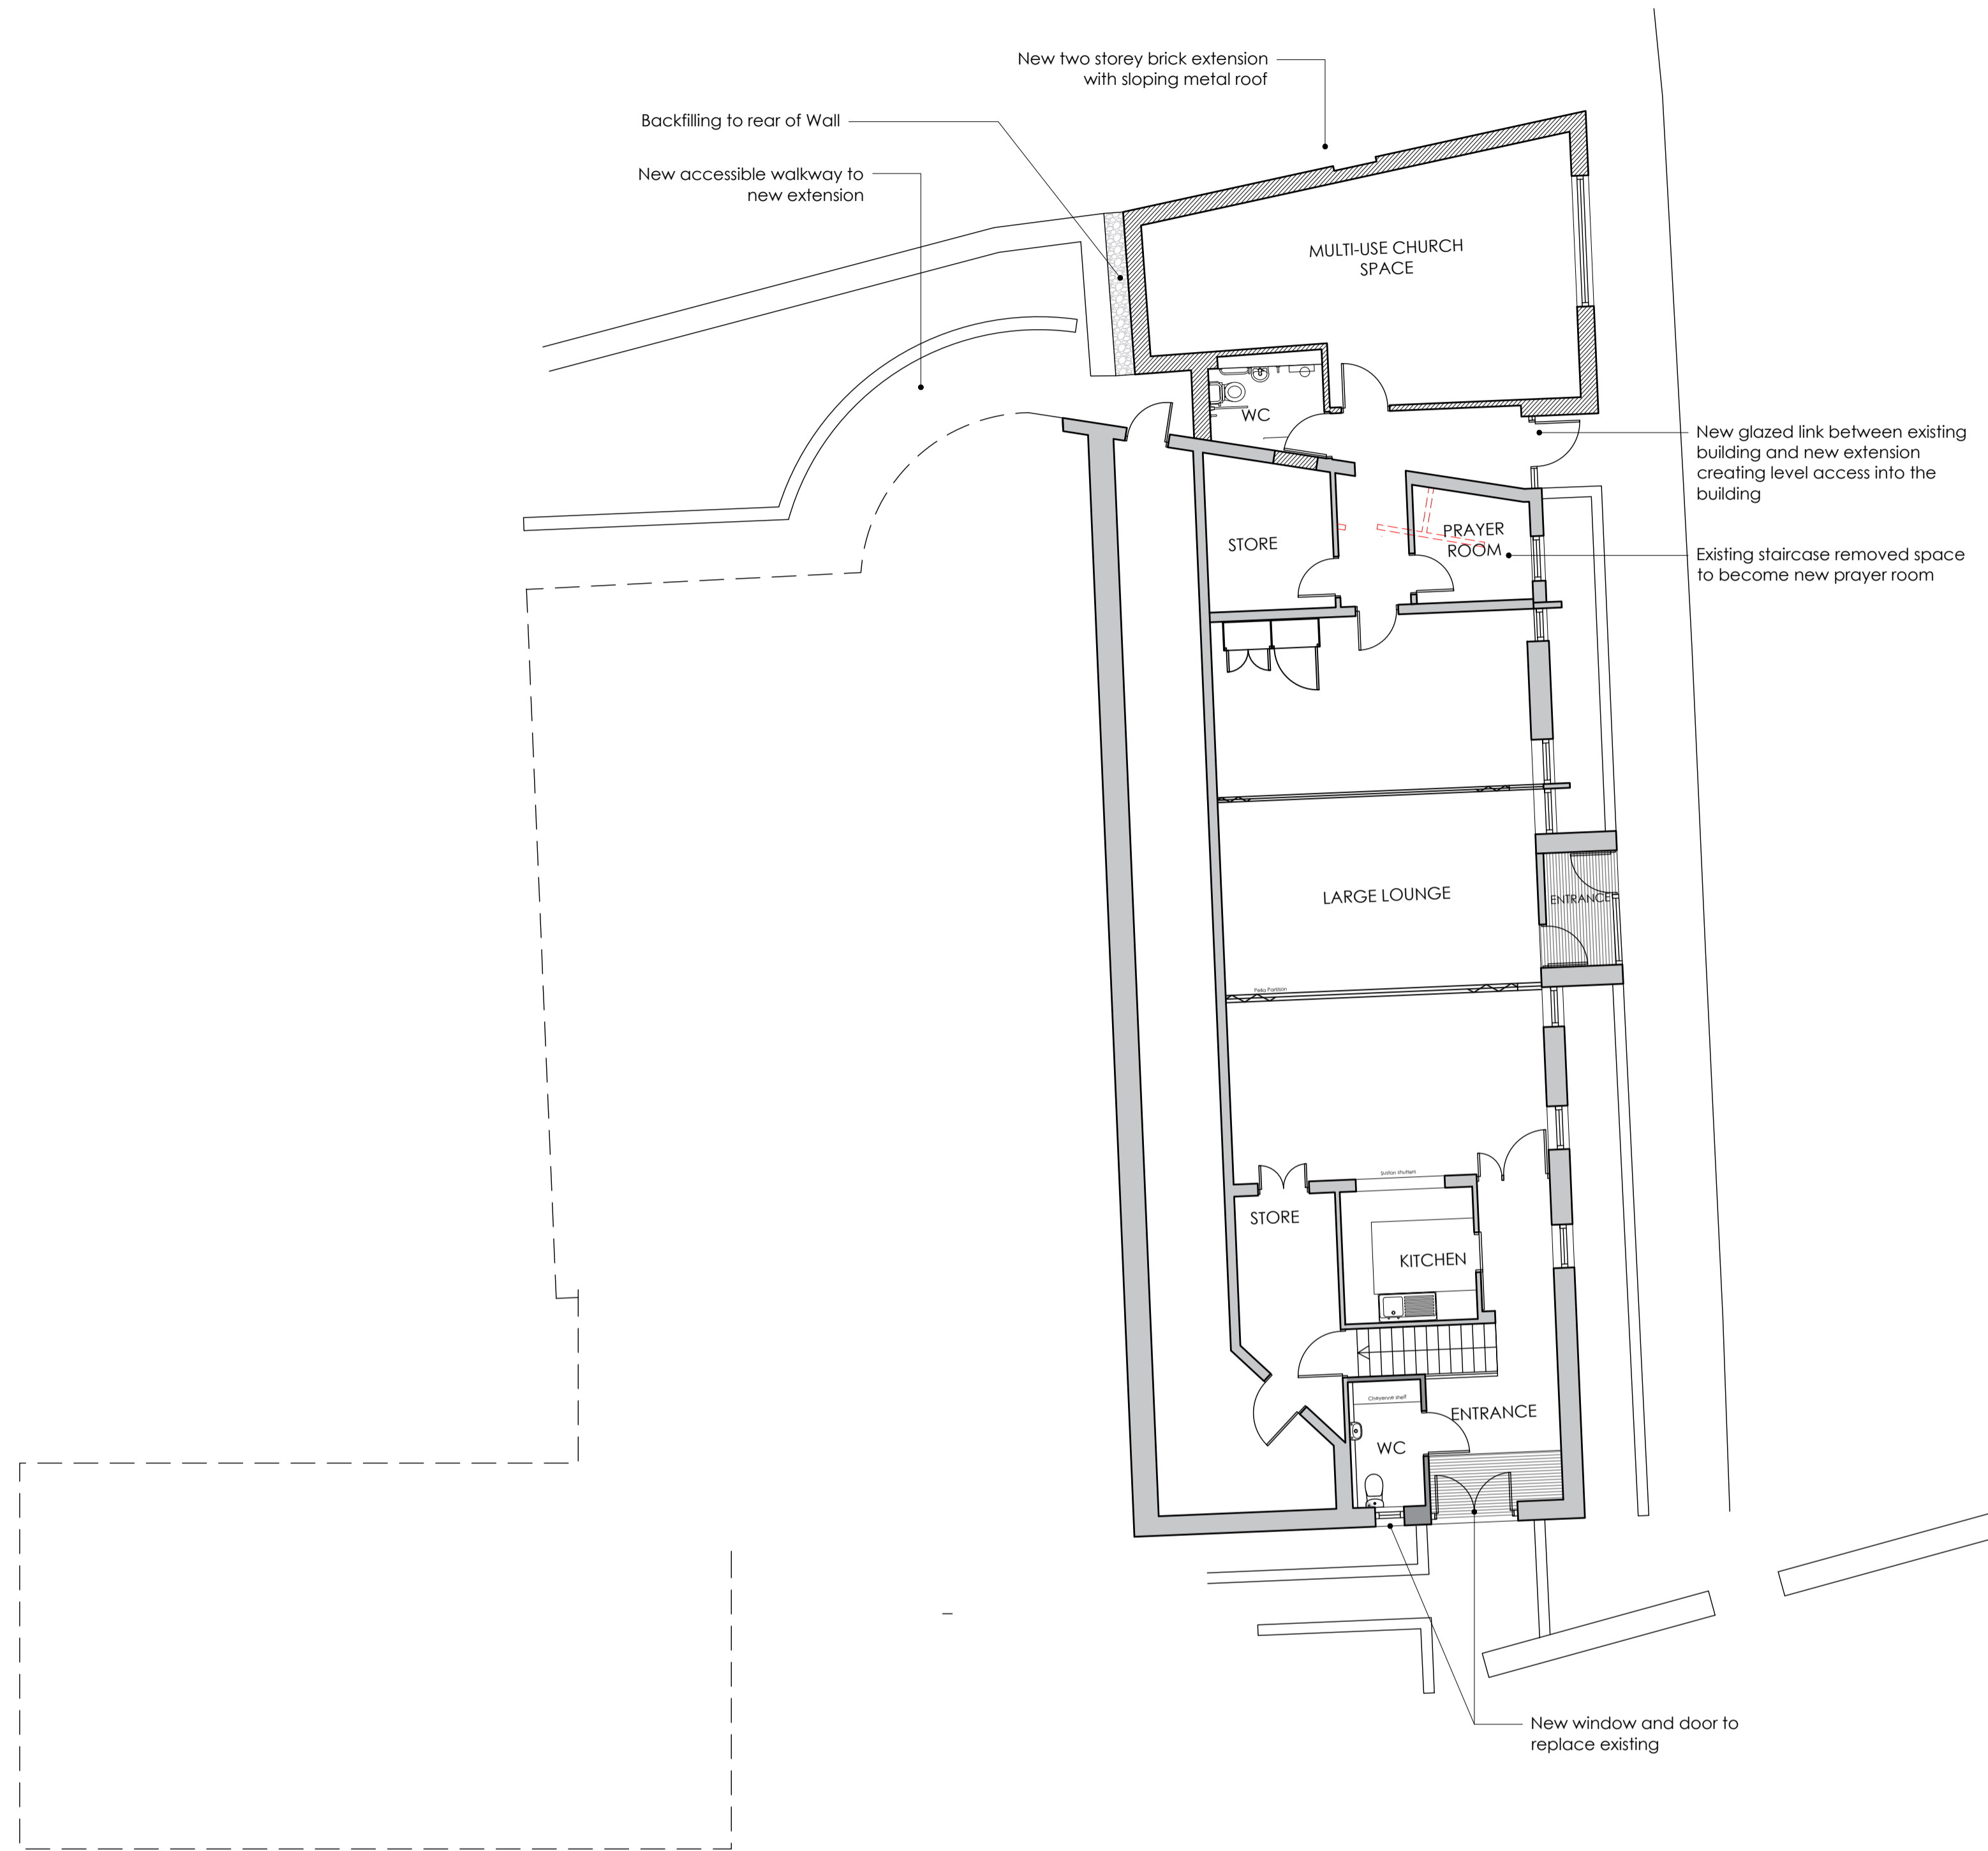 New two storey brick extension
with sloping metal roof
Backfilling to rear of Wall
New accessible walkway to
new extension
MULTI-USE CHURCH
SPACE
WC
New glazed link between existing
building and new extension
creating level access into the
building
STORE
PRAYER
ROOM
Existing staircase removed space
to become new prayer room
LARGE LOUNGE
ENTRANCE
STORE
KITCHEN
ENTRANCE
WC
New window and door to
replace existing